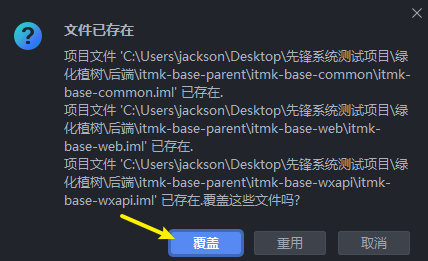 文件已存在
项目文件 'C:\Users\jackson\Desktop\先锋系统测试项目\绿
化植树\后端\itmk-base-parent\itmk-base-common\itmk-
base-common.iml' 已存在.
项目文件 'C:\Users\jackson\Desktop\先锋系统测试项目\绿
化植树\后端\itmk-base-parent\itmk-base-web\itmk-
base-web.iml' 已存在.
项目文件 'C:\Users\jackson\Desktop\先锋系统测试项目\绿
化植树\后端\itmk-base-parent\itmk-base-wxapi\itmk-
base-wxapi.iml' 已存在.覆盖这些文件吗?
覆盖 重用 取消